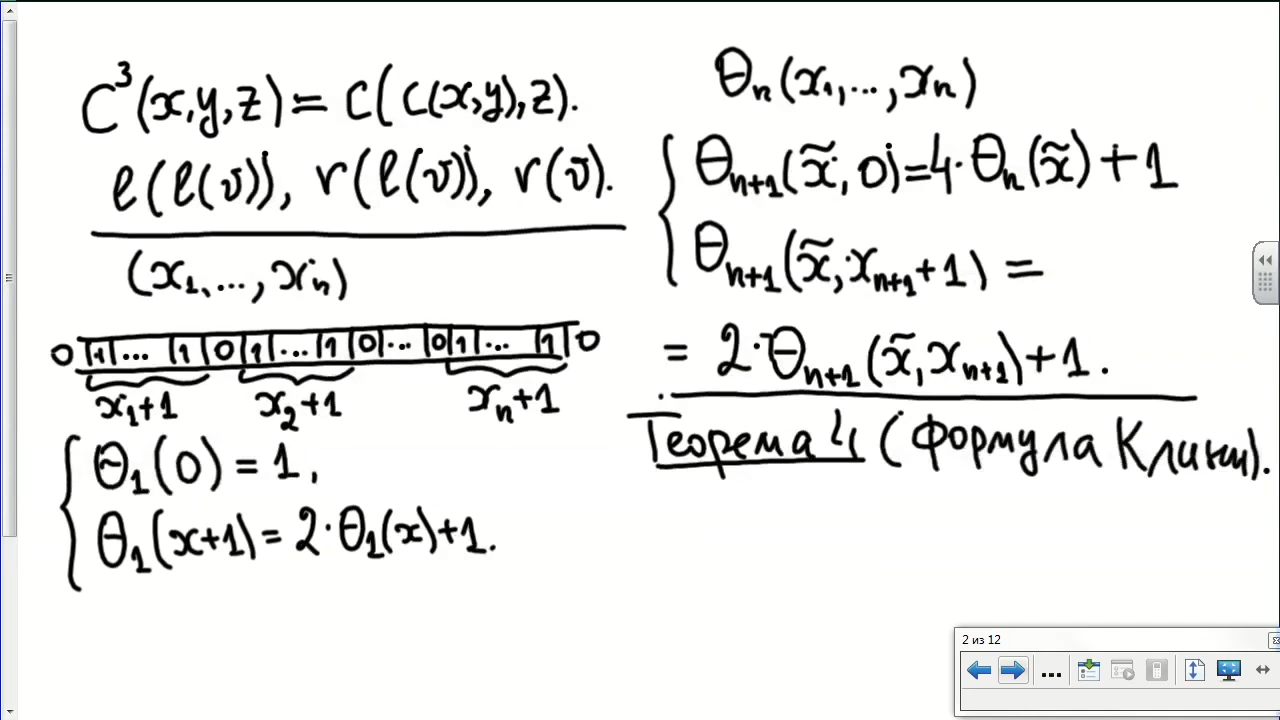 C³(x,y,z) = C(C(x,y),z).
ℓ(ℓ(v)), r(ℓ(v)), r(v).
(x₁,...,xₙ)
0 1 ... 1 0 1 ... 1 0 ... 0 1 ... 1 0
x₁+1 x₂+1 xₙ+1
θ₁(0) = 1,
θ₁(x+1) = 2·θ₁(x)+1.
θₙ(x₁,...,xₙ)
θₙ₊₁(x̃, 0) = 4·θₙ(x̃) + 1
θₙ₊₁(x̃, xₙ₊₁+1) =
= 2·θₙ₊₁(x̃, xₙ₊₁)+1.
Теорема 4 (Формула Клини).
2 из 12